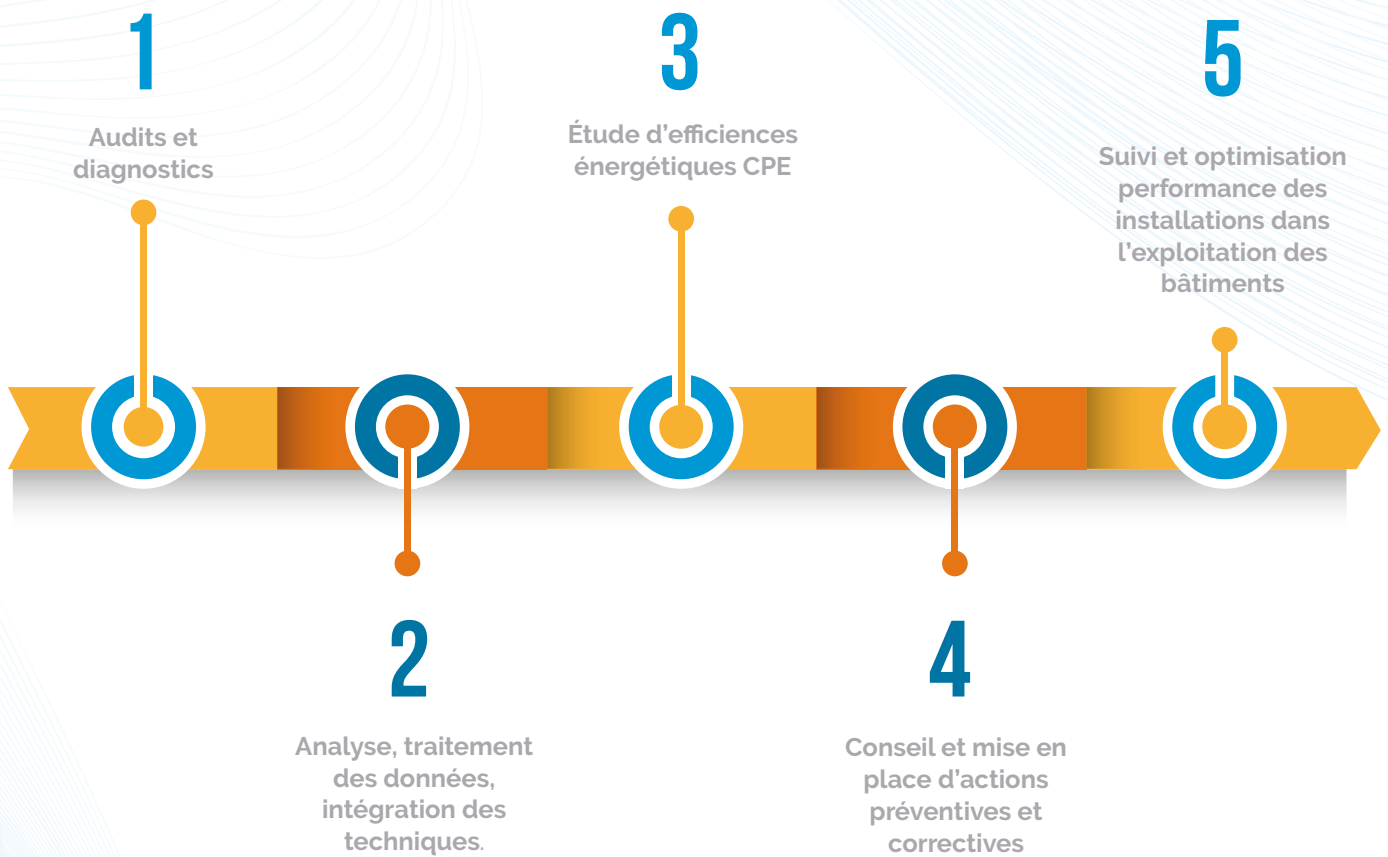 1
Audits et
diagnostics
2
Analyse, traitement
des données,
intégration des
techniques.
3
Étude d’efficiences
énergétiques CPE
4
Conseil et mise en
place d’actions
préventives et
correctives
5
Suivi et optimisation
performance des
installations dans
l’exploitation des
bâtiments